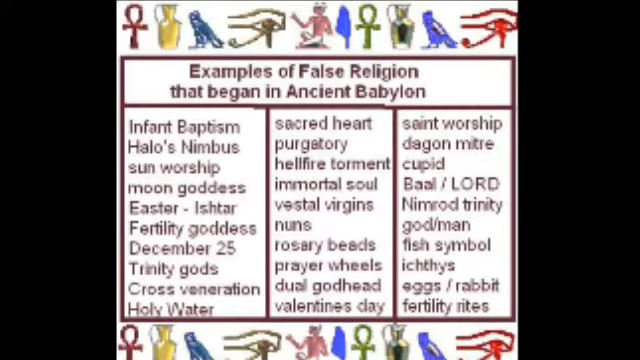 Examples of False Religion
that began in Ancient Babylon
Infant Baptism
Halo's Nimbus
sun worship
moon goddess
Easter - Ishtar
Fertility goddess
December 25
Trinity gods
Cross veneration
Holy Water
sacred heart
purgatory
hellfire torment
immortal soul
vestal virgins
nuns
rosary beads
prayer wheels
dual godhead
valentines day
saint worship
dagon mitre
cupid
Baal / LORD
Nimrod trinity
god/man
fish symbol
ichthys
eggs / rabbit
fertility rites